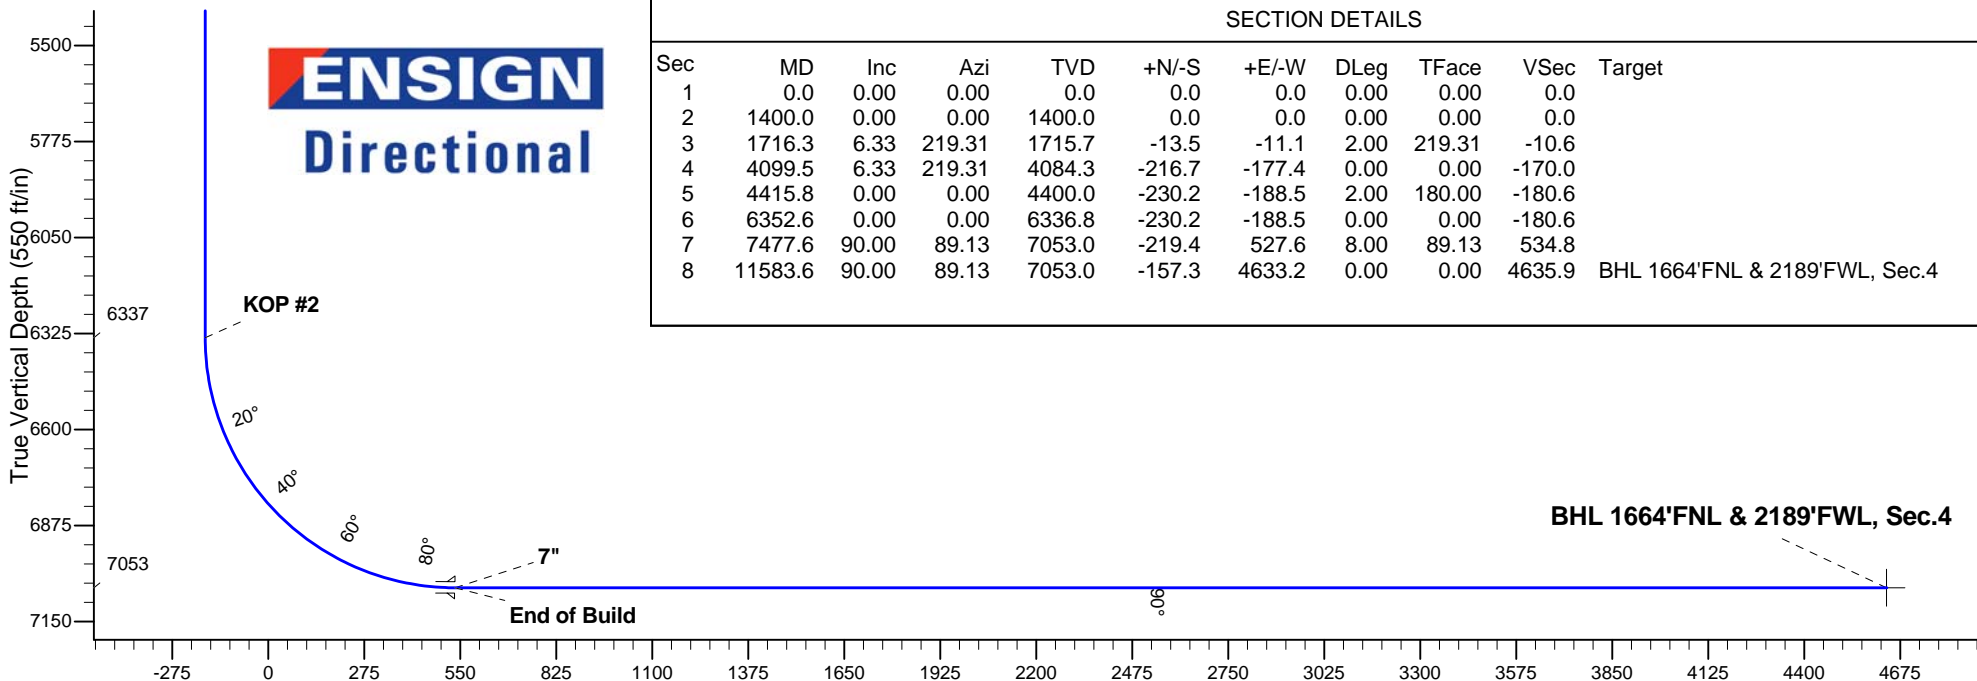 SECTION DETAILS
Sec MD Inc Azi TVD +N/-S +E/-W DLeg TFace VSec Target
1 0.0 0.00 0.00 0.0 0.0 0.0 0.00 0.00 0.0
2 1400.0 0.00 0.00 1400.0 0.0 0.0 0.00 0.00 0.0
3 1716.3 6.33 219.31 1715.7 -13.5 -11.1 2.00 219.31 -10.6
4 4099.5 6.33 219.31 4084.3 -216.7 -177.4 0.00 0.00 -170.0
5 4415.8 0.00 0.00 4400.0 -230.2 -188.5 2.00 180.00 -180.6
6 6352.6 0.00 0.00 6336.8 -230.2 -188.5 0.00 0.00 -180.6
7 7477.6 90.00 89.13 7053.0 -219.4 527.6 8.00 89.13 534.8
8 11583.6 90.00 89.13 7053.0 -157.3 4633.2 0.00 0.00 4635.9 BHL 1664'FNL & 2189'FWL, Sec.4
ENSIGN
Directional
True Vertical Depth (550 ft/in)
5500
5775
6050
6325
6600
6875
7150
6337
7053
KOP #2
20°
40°
60°
80°
7"
End of Build
90°
BHL 1664'FNL & 2189'FWL, Sec.4
-275 0 275 550 825 1100 1375 1650 1925 2200 2475 2750 3025 3300 3575 3850 4125 4400 4675